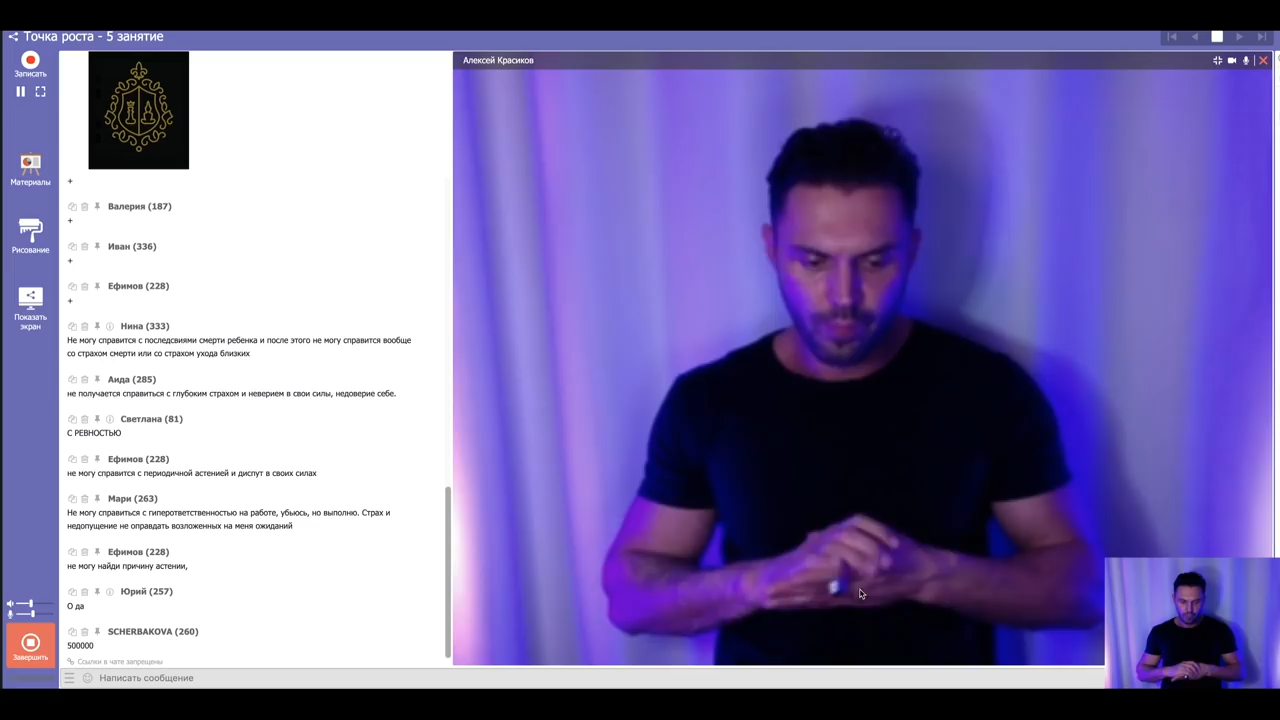 Точка роста - 5 занятие
Записать
Материалы
Рисование
Показать
экран
Завершить
+
Валерия (187)
+
Иван (336)
+
Ефимов (228)
+
Нина (333)
Не могу справится с последсвиями смерти ребенка и после этого не могу справится вообще
со страхом смерти или со страхом ухода близких
Аида (285)
не получается справиться с глубоким страхом и неверием в свои силы, недоверие себе.
Светлана (81)
С РЕВНОСТЬЮ
Ефимов (228)
не могу справится с периодичной астенией и диспут в своих силах
Мари (263)
Не могу справиться с гиперответственностью на работе, убьюсь, но выполню. Страх и
недопущение не оправдать возложенных на меня ожиданий
Ефимов (228)
не могу найди причину астении,
Юрий (257)
О да
SCHERBAKOVA (260)
500000
Ссылки в чате запрещены
Написать сообщение
Алексей Красиков